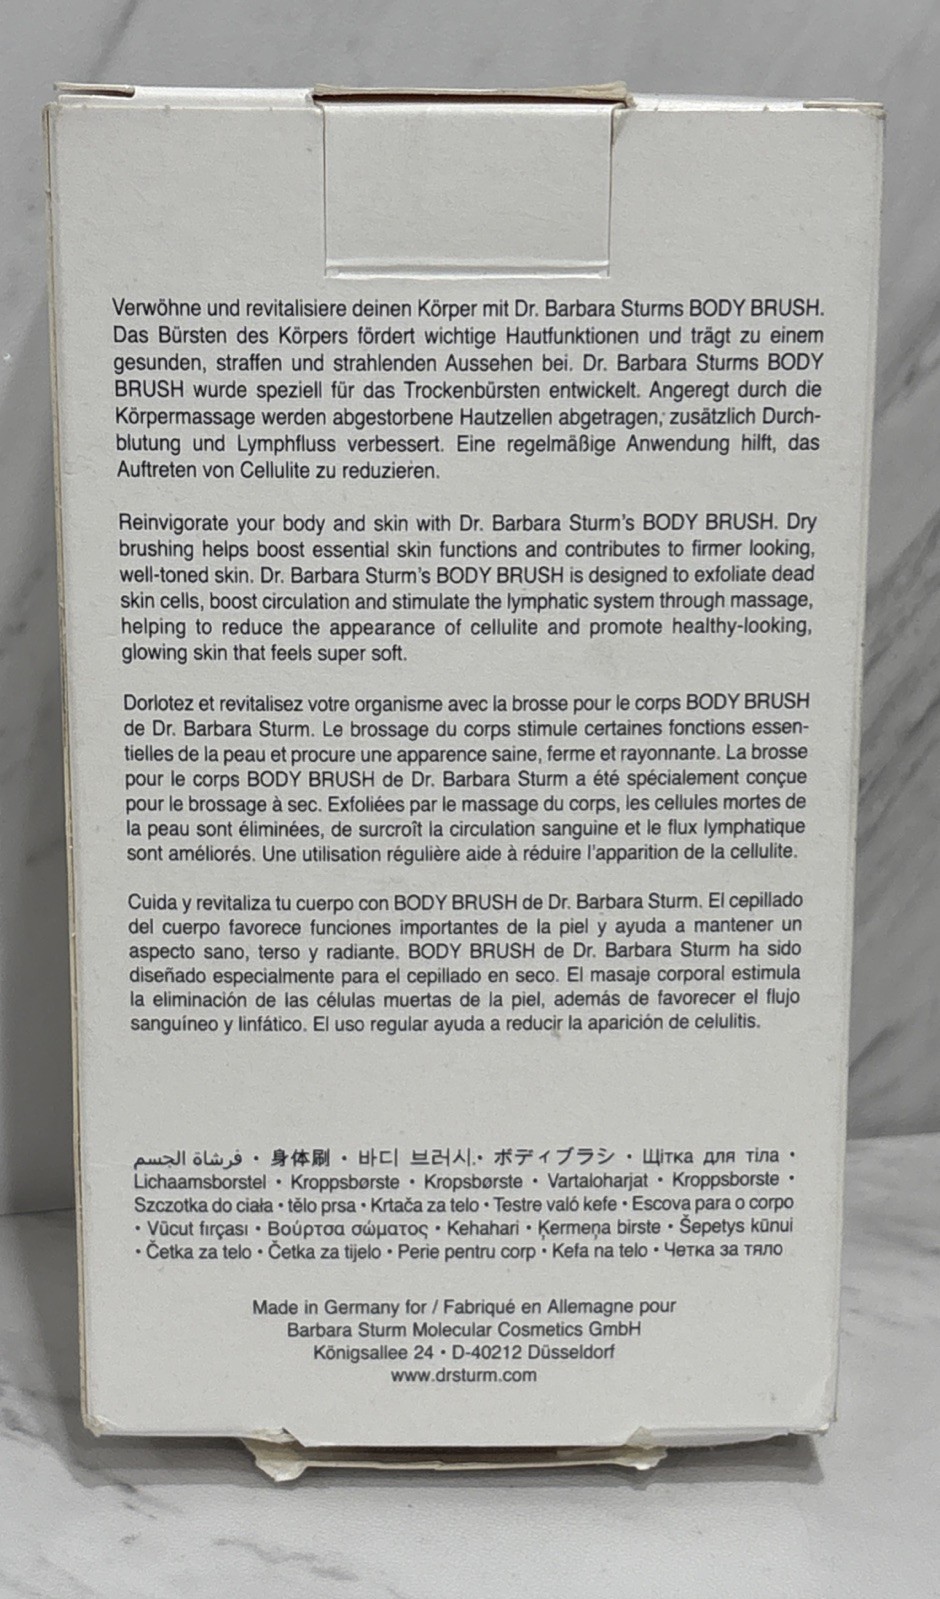 Verwöhne und revitalisiere deinen Körper mit Dr. Barbara Sturms BODY BRUSH.
Das Bürsten des Körpers fördert wichtige Hautfunktionen und trägt zu einem
gesunden, straffen und strahlenden Aussehen bei. Dr. Barbara Sturms BODY
BRUSH wurde speziell für das Trockenbürsten entwickelt. Angeregt durch die
Körpermassage werden abgestorbene Hautzellen abgetragen, zusätzlich Durch-
blutung und Lymphfluss verbessert. Eine regelmäßige Anwendung hilft, das
Auftreten von Cellulite zu reduzieren.
Reinvigorate your body and skin with Dr. Barbara Sturm's BODY BRUSH. Dry
brushing helps boost essential skin functions and contributes to firmer looking,
well-toned skin. Dr. Barbara Sturm's BODY BRUSH is designed to exfoliate dead
skin cells, boost circulation and stimulate the lymphatic system through massage,
helping to reduce the appearance of cellulite and promote healthy-looking,
glowing skin that feels super soft.
Dorlotez et revitalisez votre organisme avec la brosse pour le corps BODY BRUSH
de Dr. Barbara Sturm. Le brossage du corps stimule certaines fonctions essen-
tielles de la peau et procure une apparence saine, ferme et rayonnante. La brosse
pour le corps BODY BRUSH de Dr. Barbara Sturm a été spécialement conçue
pour le brossage à sec. Exfoliées par le massage du corps, les cellules mortes de
la peau sont éliminées, de surcroît la circulation sanguine et le flux lymphatique
sont améliorés. Une utilisation régulière aide à réduire l'apparition de la cellulite.
Cuida y revitaliza tu cuerpo con BODY BRUSH de Dr. Barbara Sturm. El cepillado
del cuerpo favorece funciones importantes de la piel y ayuda a mantener un
aspecto sano, terso y radiante. BODY BRUSH de Dr. Barbara Sturm ha sido
diseñado especialmente para el cepillado en seco. El masaje corporal estimula
la eliminación de las células muertas de la piel, además de favorecer el flujo
sanguíneo y linfático. El uso regular ayuda a reducir la aparición de celulitis.
فرشاة الجسم • 身体刷 • 바디 브러시 • ボディブラシ • Щітка для тіла •
Lichaamsborstel • Kroppsbørste • Kropsbørste • Vartaloharjat • Kroppsborste •
Szczotka do ciała • tělo prsa • Krtača za telo • Testre való kefe • Escova para o corpo
• Vücut fırçası • Βούρτσα σώματος • Kehahari • Ķermeņa birste • Šepetys kūnui
• Četka za telo • Četka za tijelo • Perie pentru corp • Kefa na telo • Четка за тяло
Made in Germany for / Fabriqué en Allemagne pour
Barbara Sturm Molecular Cosmetics GmbH
Königsallee 24 • D-40212 Düsseldorf
www.drsturm.com